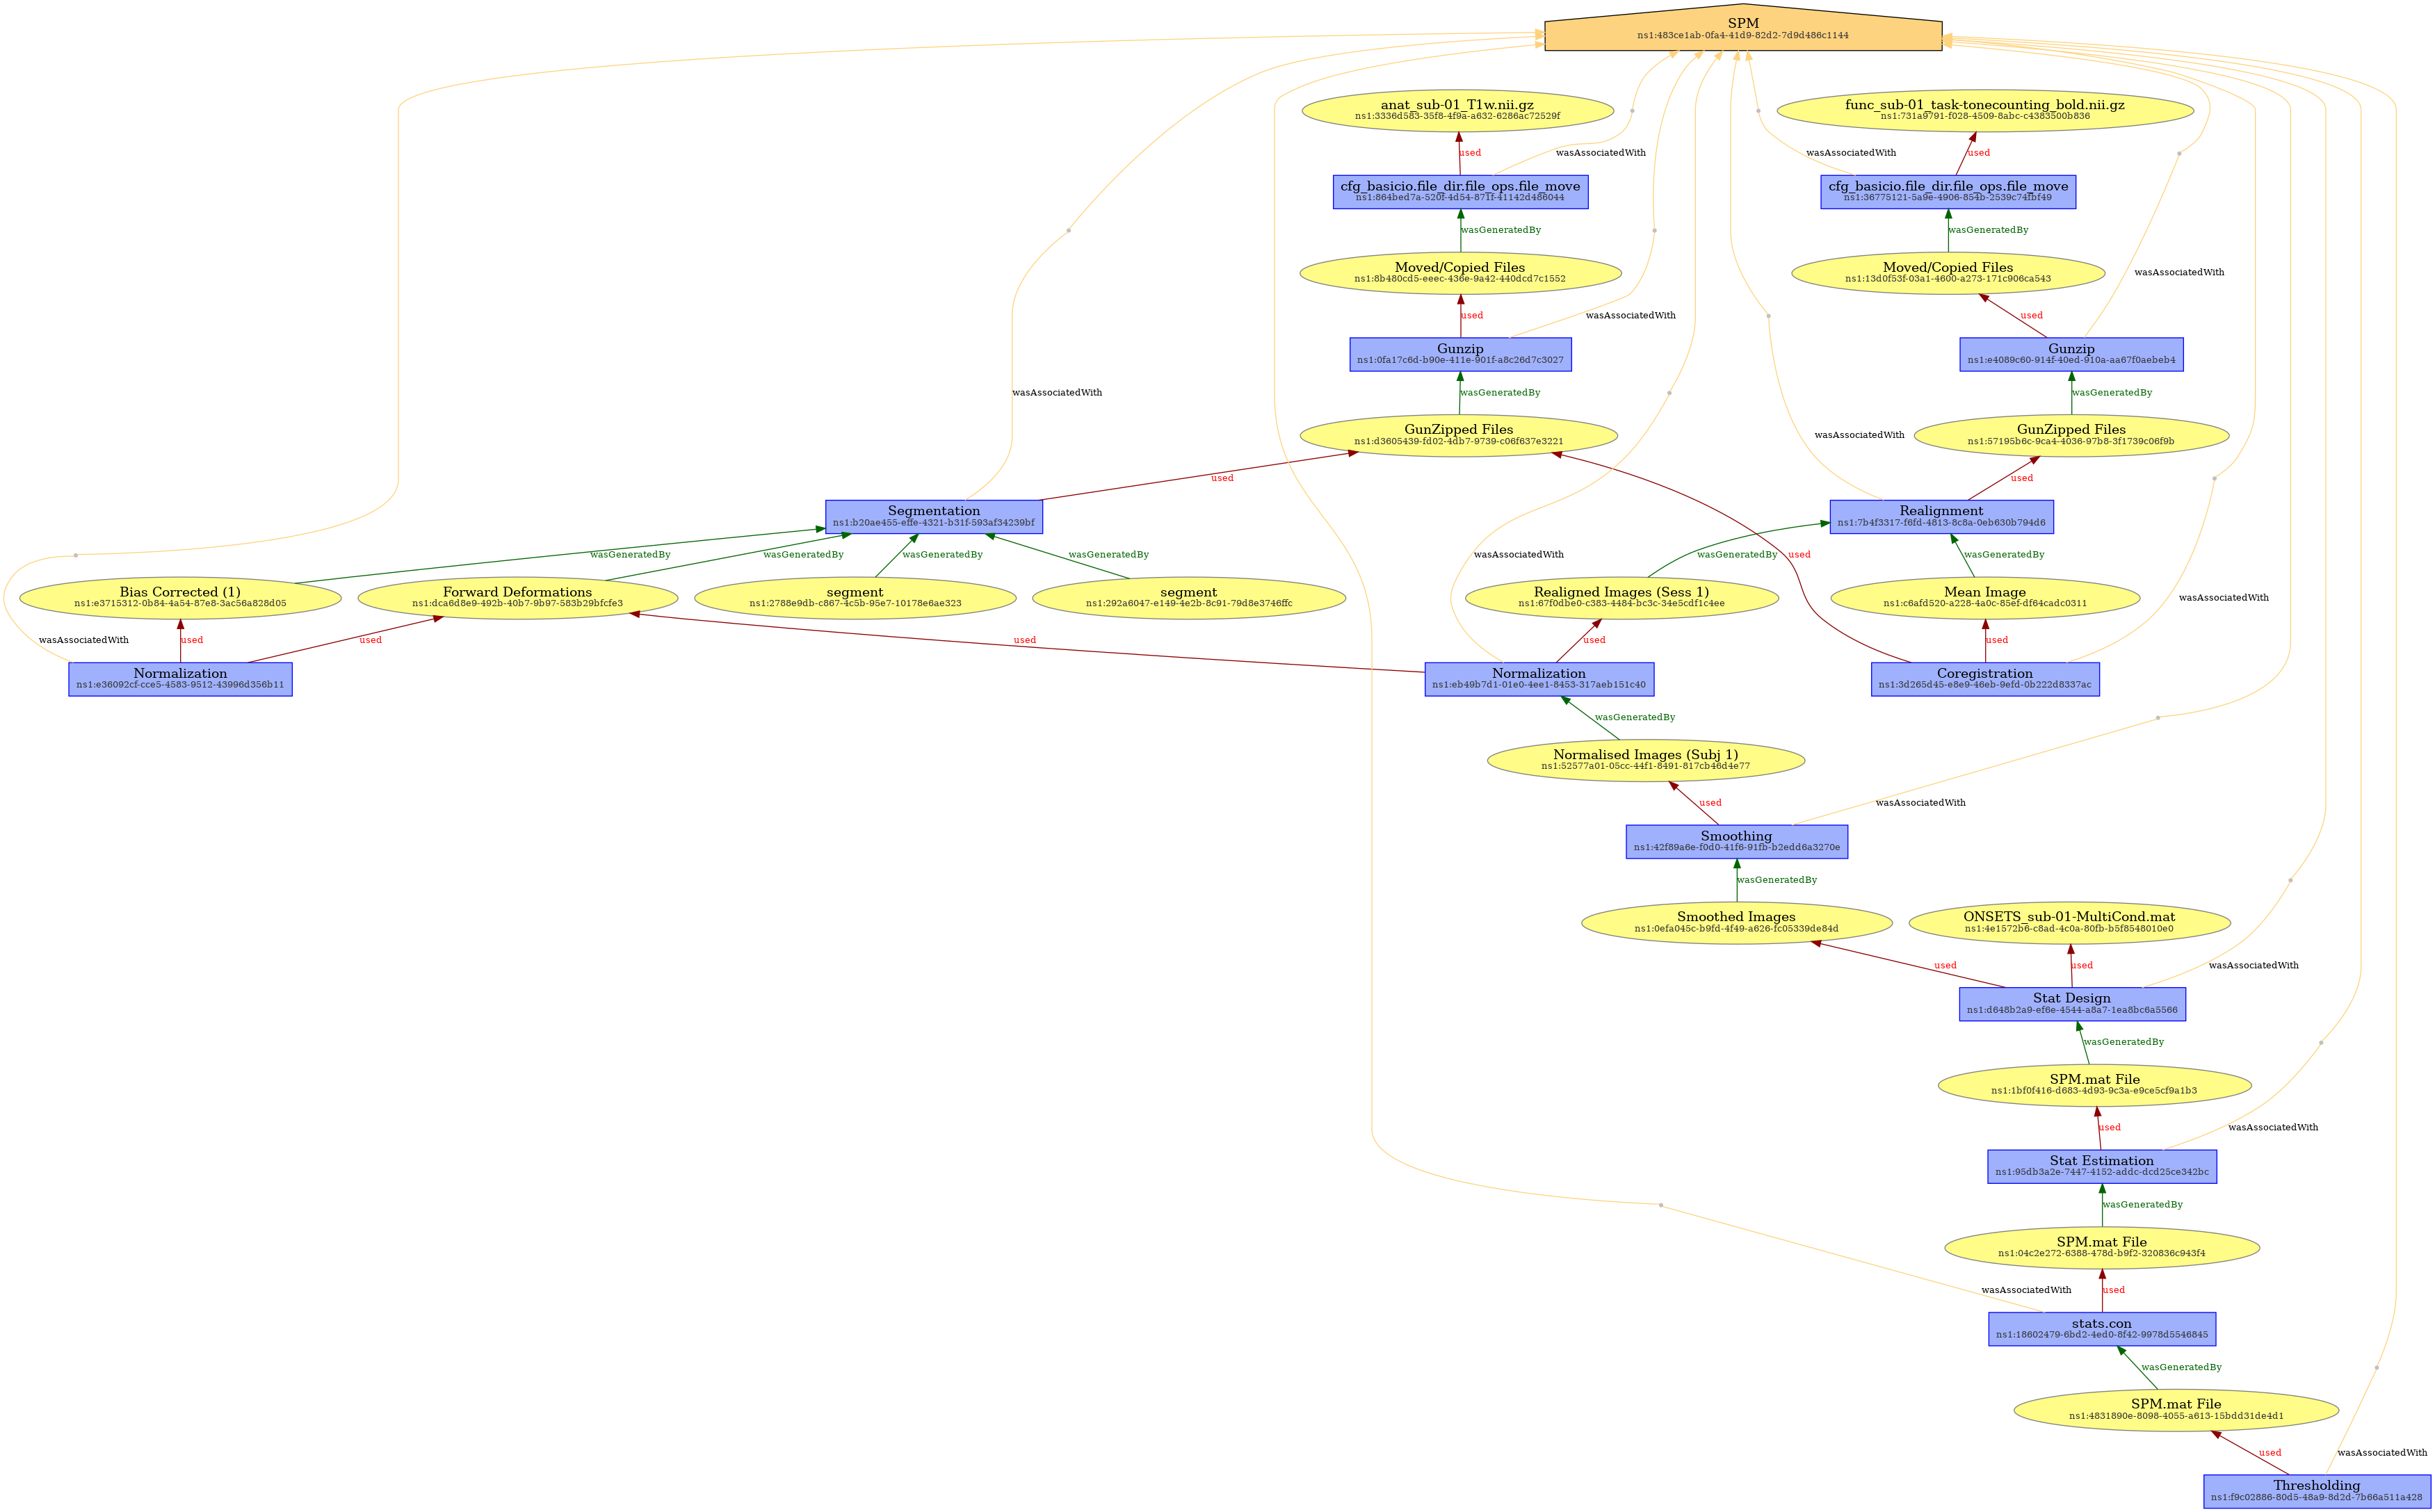 SPM
ns1:483ce1ab-0fa4-41d9-82d2-7d9d486c1144
anat_sub-01_T1w.nii.gz
ns1:3336d583-35f8-4f9a-a632-6286ac72529f
func_sub-01_task-tonecounting_bold.nii.gz
ns1:731a9791-f028-4509-8abc-c4383500b836
used
wasAssociatedWith
wasAssociatedWith
used
cfg_basicio.file_dir.file_ops.file_move
ns1:864bed7a-520f-4d54-871f-41142d486044
cfg_basicio.file_dir.file_ops.file_move
ns1:36775121-5a9e-4906-854b-2539c74fbf49
wasGeneratedBy
wasGeneratedBy
Moved/Copied Files
ns1:8b480cd5-eeec-436e-9a42-440dcd7c1552
Moved/Copied Files
ns1:13d0f53f-03a1-4600-a273-171c906ca543
wasAssociatedWith
used
wasAssociatedWith
used
Gunzip
ns1:0fa17c6d-b90e-411e-901f-a8c26d7c3027
Gunzip
ns1:e4089c60-914f-40ed-910a-aa67f0aebeb4
wasAssociatedWith
wasGeneratedBy
wasGeneratedBy
GunZipped Files
ns1:d3605439-fd02-4db7-9739-c06f637e3221
wasAssociatedWith
GunZipped Files
ns1:57195b6c-9ca4-4036-97b8-3f1739c06f9b
used
used
Segmentation
ns1:b20ae455-effe-4321-b31f-593af34239bf
Realignment
ns1:7b4f3317-f6fd-4813-8c8a-0eb630b794d6
wasGeneratedBy
wasGeneratedBy
wasGeneratedBy
wasGeneratedBy
wasAssociatedWith
wasGeneratedBy
used
wasGeneratedBy
Bias Corrected (1)
ns1:e3715312-0b84-4a54-87e8-3ac56a828d05
Forward Deformations
ns1:dca6d8e9-492b-40b7-9b97-583b29bfcfe3
segment
ns1:2788e9db-c867-4c5b-95e7-10178e6ae323
segment
ns1:292a6047-e149-4e2b-8c91-79d8e3746ffc
Realigned Images (Sess 1)
ns1:67f0dbe0-c383-4484-bc3c-34e5cdf1c4ee
Mean Image
ns1:c6afd520-a228-4a0c-85ef-df64cadc0311
wasAssociatedWith
wasAssociatedWith
used
used
used
used
used
Normalization
ns1:e36092cf-cce5-4583-9512-43996d356b11
Normalization
ns1:eb49b7d1-01e0-4ee1-8453-317aeb151c40
Coregistration
ns1:3d265d45-e8e9-46eb-9efd-0b222d8337ac
wasGeneratedBy
Normalised Images (Subj 1)
ns1:52577a01-05cc-44f1-8491-817cb46d4e77
used
wasAssociatedWith
Smoothing
ns1:42f89a6e-f0d0-41f6-91fb-b2edd6a3270e
wasGeneratedBy
Smoothed Images
ns1:0efa045c-b9fd-4f49-a626-fc05339de84d
ONSETS_sub-01-MultiCond.mat
ns1:4e1572b6-c8ad-4c0a-80fb-b5f8548010e0
used
used
wasAssociatedWith
Stat Design
ns1:d648b2a9-ef6e-4544-a8a7-1ea8bc6a5566
wasGeneratedBy
SPM.mat File
ns1:1bf0f416-d683-4d93-9c3a-e9ce5cf9a1b3
used
wasAssociatedWith
Stat Estimation
ns1:95db3a2e-7447-4152-addc-dcd25ce342bc
wasGeneratedBy
SPM.mat File
ns1:04c2e272-6388-478d-b9f2-320836c943f4
wasAssociatedWith
used
stats.con
ns1:18602479-6bd2-4ed0-8f42-9978d5546845
wasGeneratedBy
SPM.mat File
ns1:4831890e-8098-4055-a613-15bdd31de4d1
used
wasAssociatedWith
Thresholding
ns1:f9c02886-80d5-48a9-8d2d-7b66a511a428